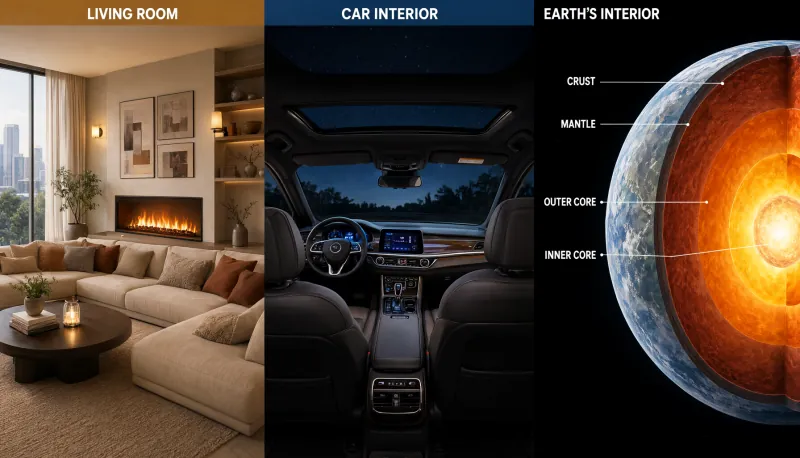 LIVING ROOM
CAR INTERIOR
EARTH'S INTERIOR
CRUST
MANTLE
OUTER CORE
INNER CORE